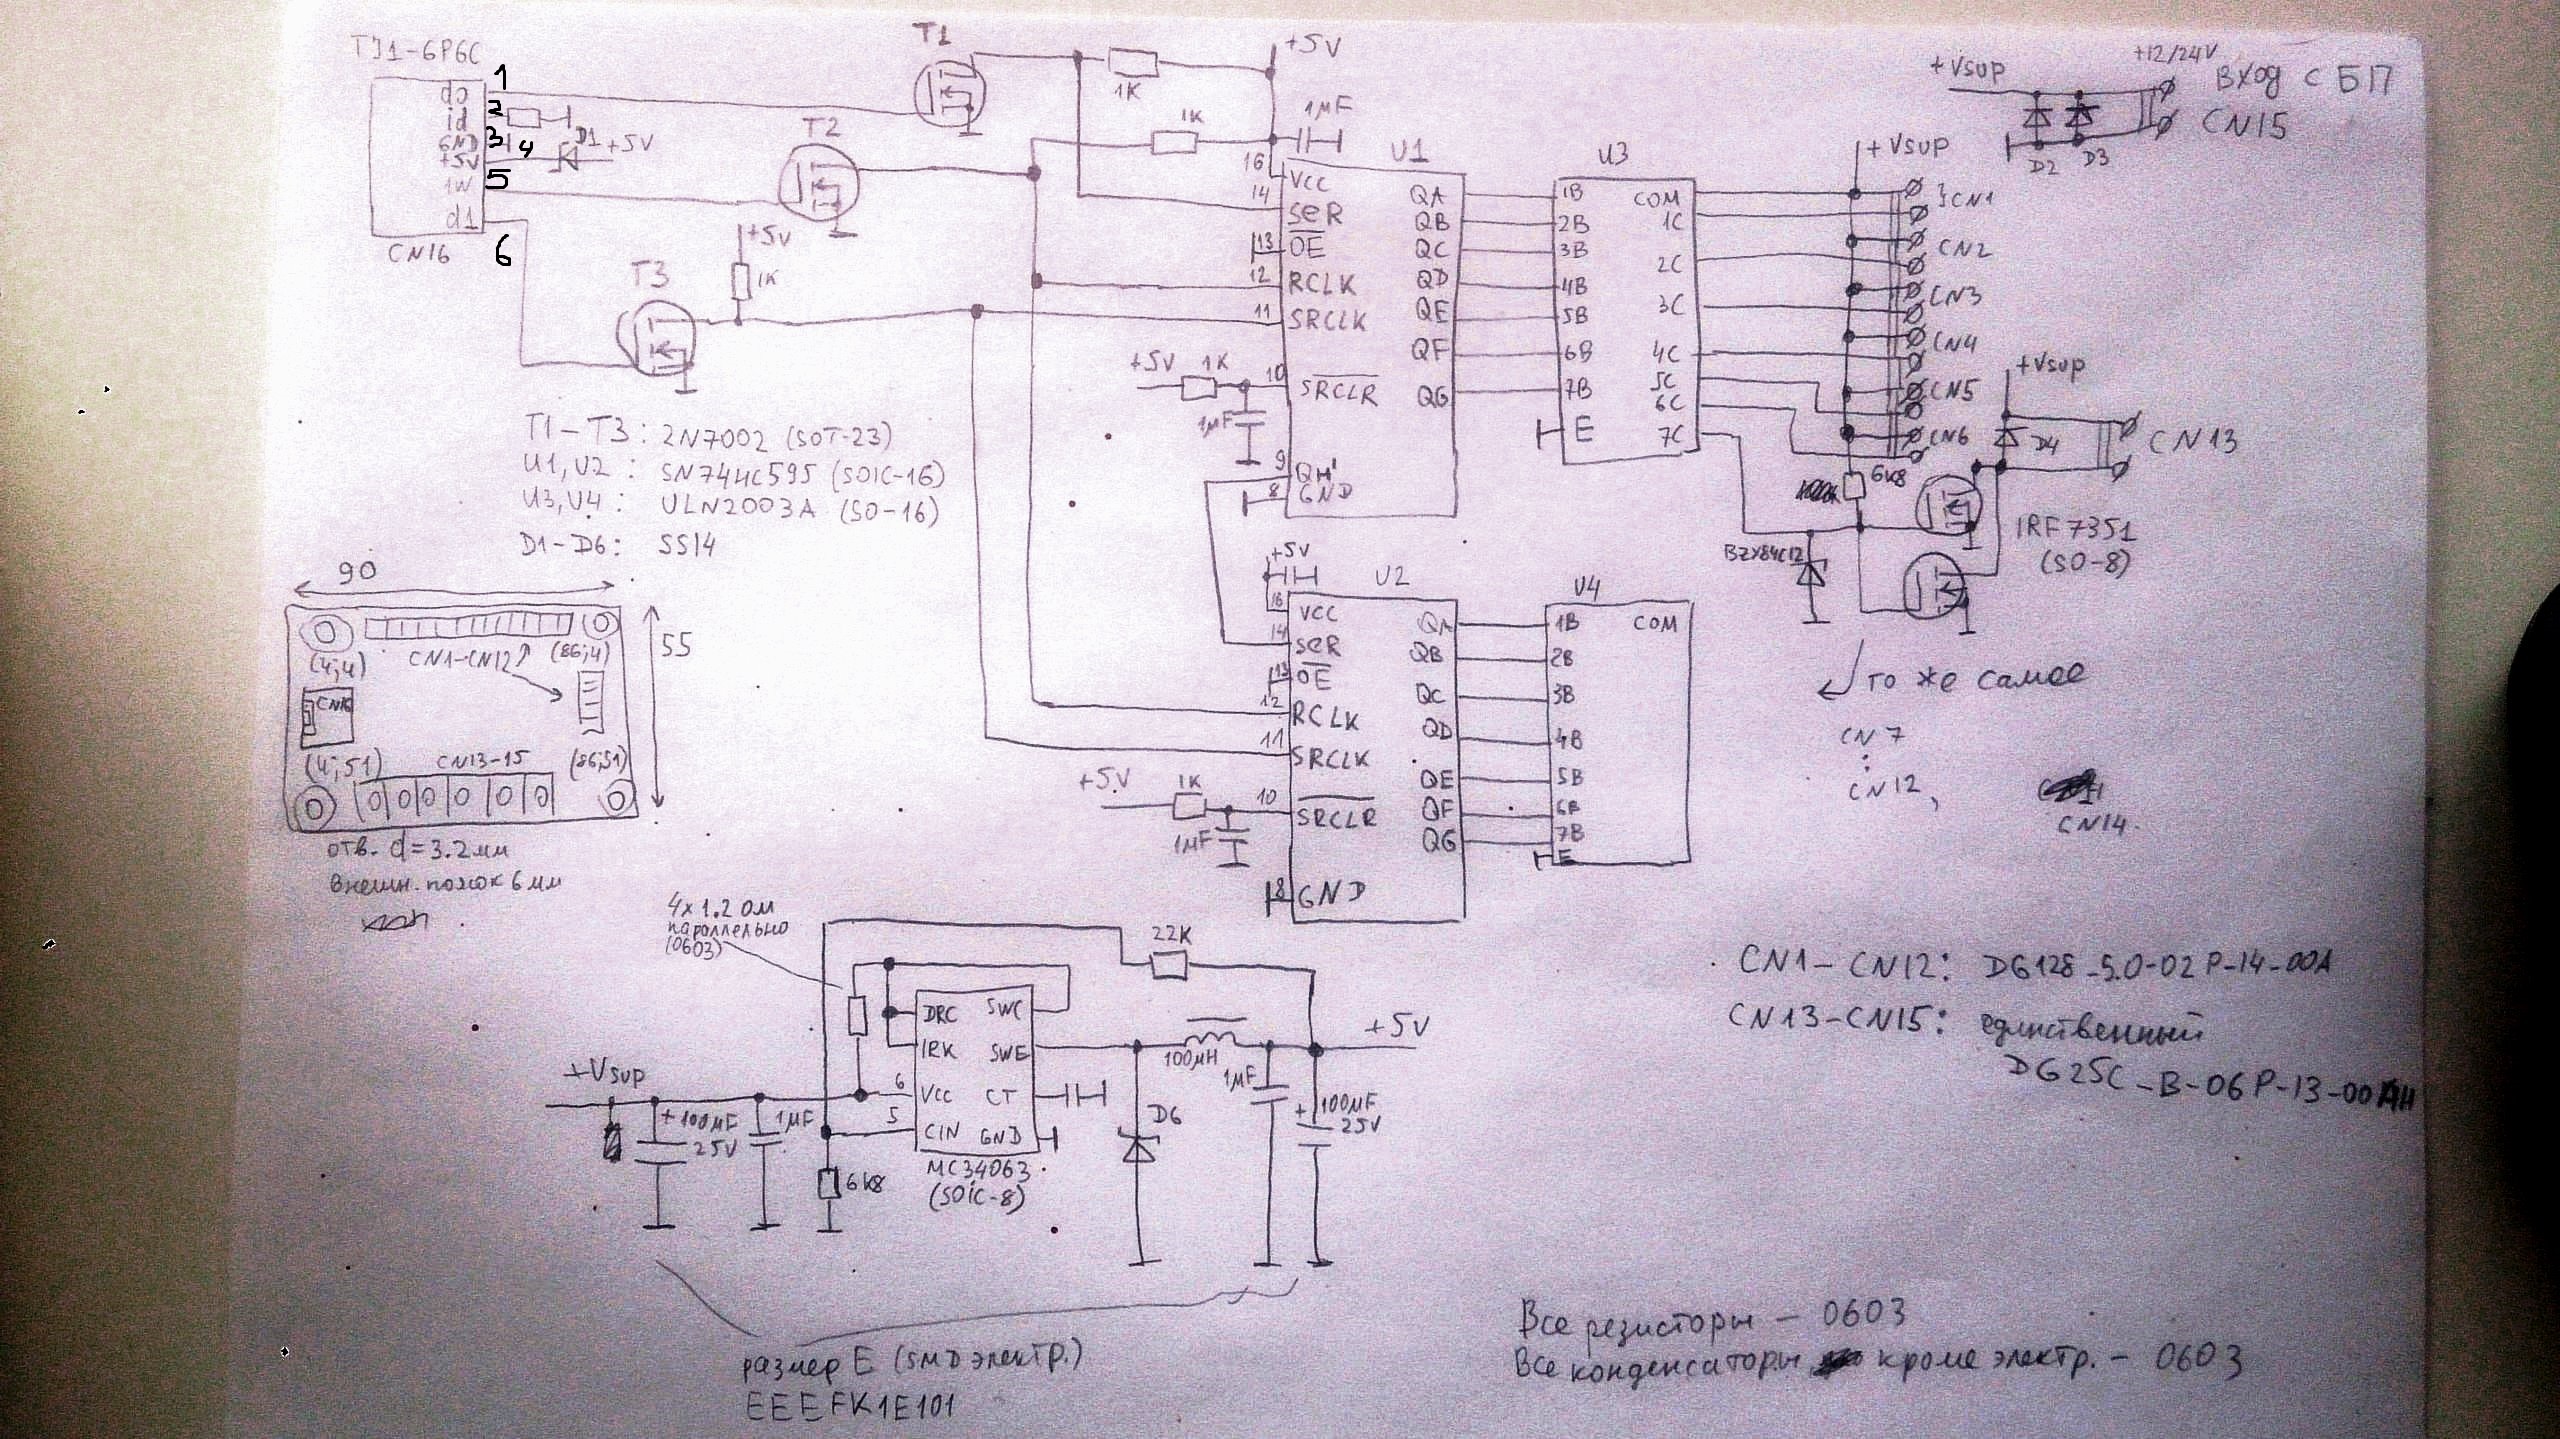 TJ1-6P6C
1
do
2
id
3
GND
4
+5V
D1
+5V
5
1W
d1
6
CN16
T1
T2
T3
+5V
1K
1K
1K
+5V
1MF
U1
16
VCC
14
SER
13
OE
12
RCLK
11
SRCLK
+5V
1K
10
SRCLR
1MF
9
QH'
8
GND
QA
QB
QC
QD
QE
QF
QG
U3
1B
2B
3B
4B
5B
6B
7B
E
COM
1C
2C
3C
4C
5C
6C
7C
+Vsup
CN1
CN2
CN3
CN4
CN5
CN6
+Vsup
+12/24V
Вход с БП
CN15
D2
D3
+Vsup
D4
CN13
6k8
IRF7351
(SO-8)
BZX84C12
то же самое
CN7
:
CN12,
CN14
T1-T3: 2N7002 (SOT-23)
U1, U2: SN74HC595 (SOIC-16)
U3, U4: ULN2003A (SO-16)
D1-D6: SS14
90
55
(4;4)
CN1-CN12
(86;4)
CN16
(4;51)
CN13-15
(86;51)
отв. d=3.2мм
Внешн. поясок 6мм
+5V
U2
16
VCC
14
SER
13
OE
12
RCLK
11
SRCLK
+5V
1K
10
SRCLR
1MF
8
GND
QA
QB
QC
QD
QE
QF
QG
U4
1B
2B
3B
4B
5B
6B
7B
E
COM
4x1.2 Ом
параллельно
(0603)
22K
DRC
SWC
IRK
SWE
6
VCC
CT
5
CIN
GND
MC34063
(SOIC-8)
+Vsup
+100MF
25V
1MF
6k8
100MH
D6
1MF
+100MF
25V
+5V
размер E (SMD электр.)
EEEFK1E101
CN1-CN12: DG128-5.0-02P-14-00A
CN13-CN15: единственный
DG25C-B-06P-13-00AH
Все резисторы - 0603
Все конденсаторы кроме электр. - 0603